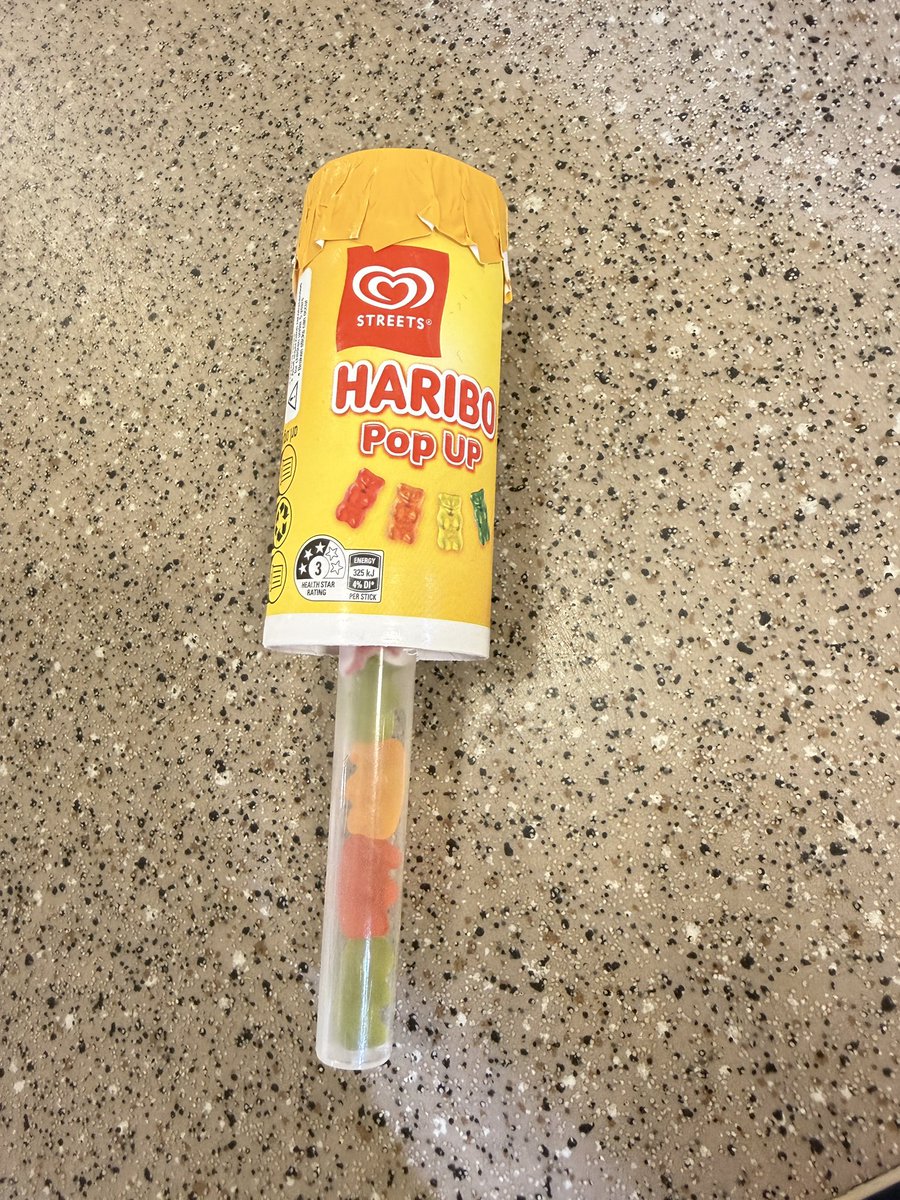 STREETS®
HARIBO
Pop Up
3
HEALTH STAR
RATING
ENERGY
325 kJ
4% DI*
PER STICK